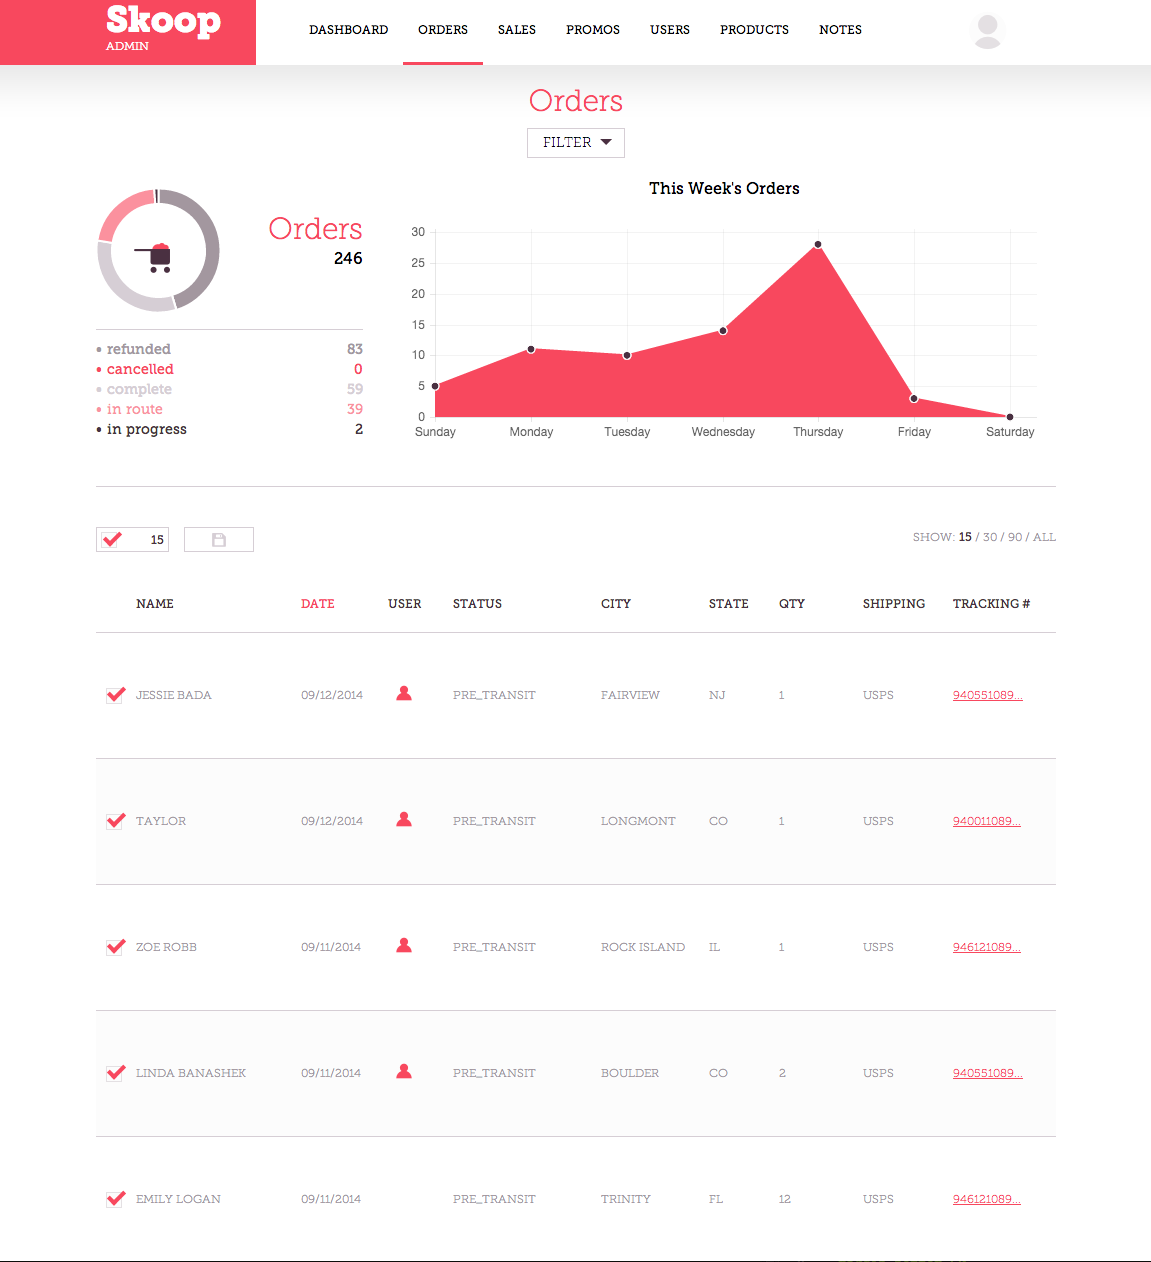 Skoop
ADMIN
DASHBOARD ORDERS SALES PROMOS USERS PRODUCTS NOTES
Orders
FILTER
This Week's Orders
Orders
246
• refunded 83
• cancelled 0
• complete 59
• in route 39
• in progress 2
30
25
20
15
10
5
0
Sunday Monday Tuesday Wednesday Thursday Friday Saturday
15
SHOW: 15 / 30 / 90 / ALL
NAME DATE USER STATUS CITY STATE QTY SHIPPING TRACKING #
JESSIE BADA 09/12/2014 PRE_TRANSIT FAIRVIEW NJ 1 USPS 940551089...
TAYLOR 09/12/2014 PRE_TRANSIT LONGMONT CO 1 USPS 940011089...
ZOE ROBB 09/11/2014 PRE_TRANSIT ROCK ISLAND IL 1 USPS 946121089...
LINDA BANASHEK 09/11/2014 PRE_TRANSIT BOULDER CO 2 USPS 940551089...
EMILY LOGAN 09/11/2014 PRE_TRANSIT TRINITY FL 12 USPS 946121089...